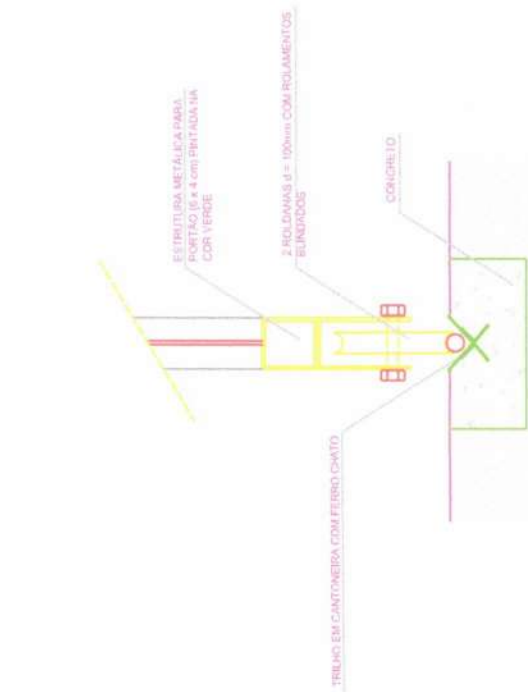 ESTRUTURA METÁLICA PARA
PORTÃO (6 x 4 cm) PINTADA NA
COR VERDE
2 ROLDANAS d = 100mm COM ROLAMENTOS
BLINDADOS
CONCRETO
TRILHO EM CANTONEIRA COM FERRO CHATO